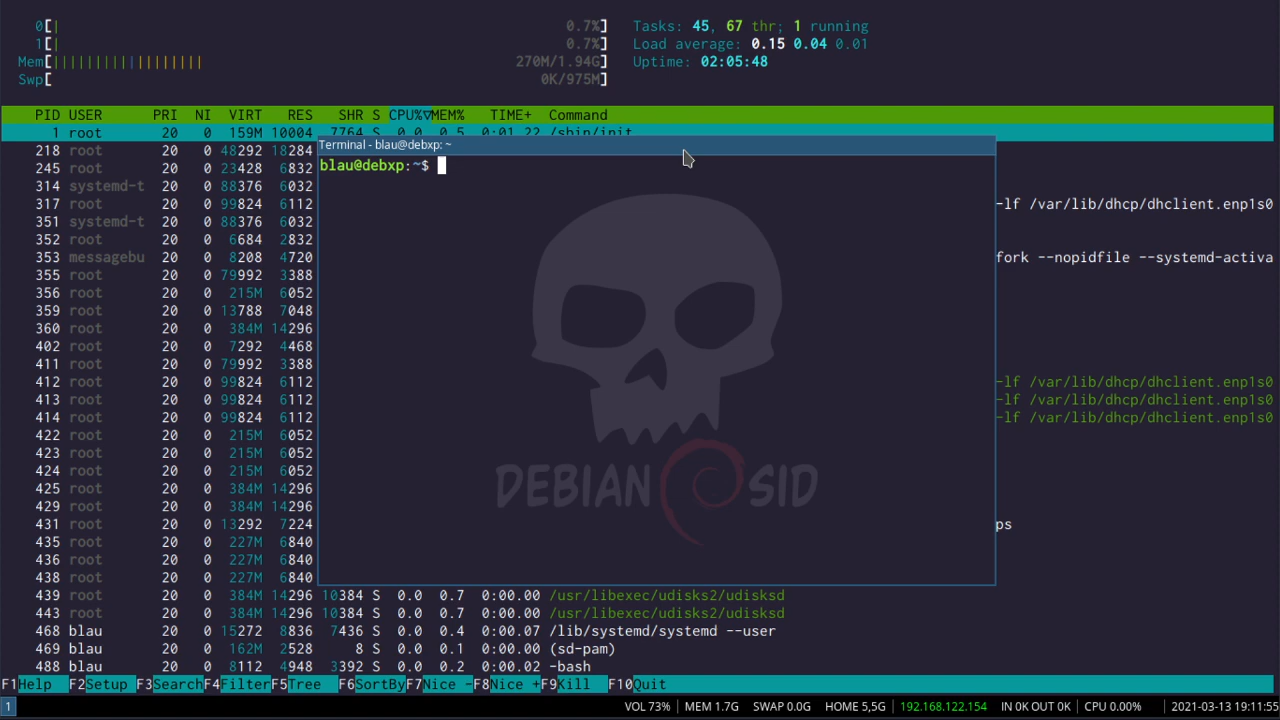 0[| 0.7%] Tasks: 45, 67 thr; 1 running
1[| 0.7%] Load average: 0.15 0.04 0.01
Mem[|||||||||||||||||| 270M/1.94G] Uptime: 02:05:48
Swp[ 0K/975M]
PID USER PRI NI VIRT RES SHR S CPU%▽MEM% TIME+ Command
1 root 20 0 159M 10004 7764 S 0.0 0.5 0:01.22 /sbin/init
Terminal - blau@debxp: ~
218 root 20 0 48292 18284
blau@debxp:~$
245 root 20 0 23428 6832
314 systemd-t 20 0 88376 6032
317 root 20 0 99824 6112 -lf /var/lib/dhcp/dhclient.enp1s0
351 systemd-t 20 0 88376 6032
352 root 20 0 6684 2832
353 messagebu 20 0 8208 4720 fork --nopidfile --systemd-activa
355 root 20 0 79992 3388
356 root 20 0 215M 6052
359 root 20 0 13788 7048
360 root 20 0 384M 14296
402 root 20 0 7292 4468
411 root 20 0 79992 3388
412 root 20 0 99824 6112 -lf /var/lib/dhcp/dhclient.enp1s0
413 root 20 0 99824 6112 -lf /var/lib/dhcp/dhclient.enp1s0
414 root 20 0 99824 6112 -lf /var/lib/dhcp/dhclient.enp1s0
422 root 20 0 215M 6052
423 root 20 0 215M 6052
424 root 20 0 215M 6052
DEBIAN SID
425 root 20 0 384M 14296
429 root 20 0 384M 14296
431 root 20 0 13292 7224 ps
435 root 20 0 227M 6840
436 root 20 0 227M 6840
438 root 20 0 227M 6840
439 root 20 0 384M 14296 10384 S 0.0 0.7 0:00.00 /usr/libexec/udisks2/udisksd
443 root 20 0 384M 14296 10384 S 0.0 0.7 0:00.00 /usr/libexec/udisks2/udisksd
468 blau 20 0 15272 8836 7436 S 0.0 0.4 0:00.07 /lib/systemd/systemd --user
469 blau 20 0 162M 2528 8 S 0.0 0.1 0:00.00 (sd-pam)
488 blau 20 0 8112 4948 3392 S 0.0 0.2 0:00.02 -bash
F1Help F2Setup F3SearchF4FilterF5Tree F6SortByF7Nice -F8Nice +F9Kill F10Quit
1 VOL 73% | MEM 1.7G SWAP 0.0G HOME 5,5G | 192.168.122.154 | IN 0K OUT 0K | CPU 0.00% | 2021-03-13 19:11:55